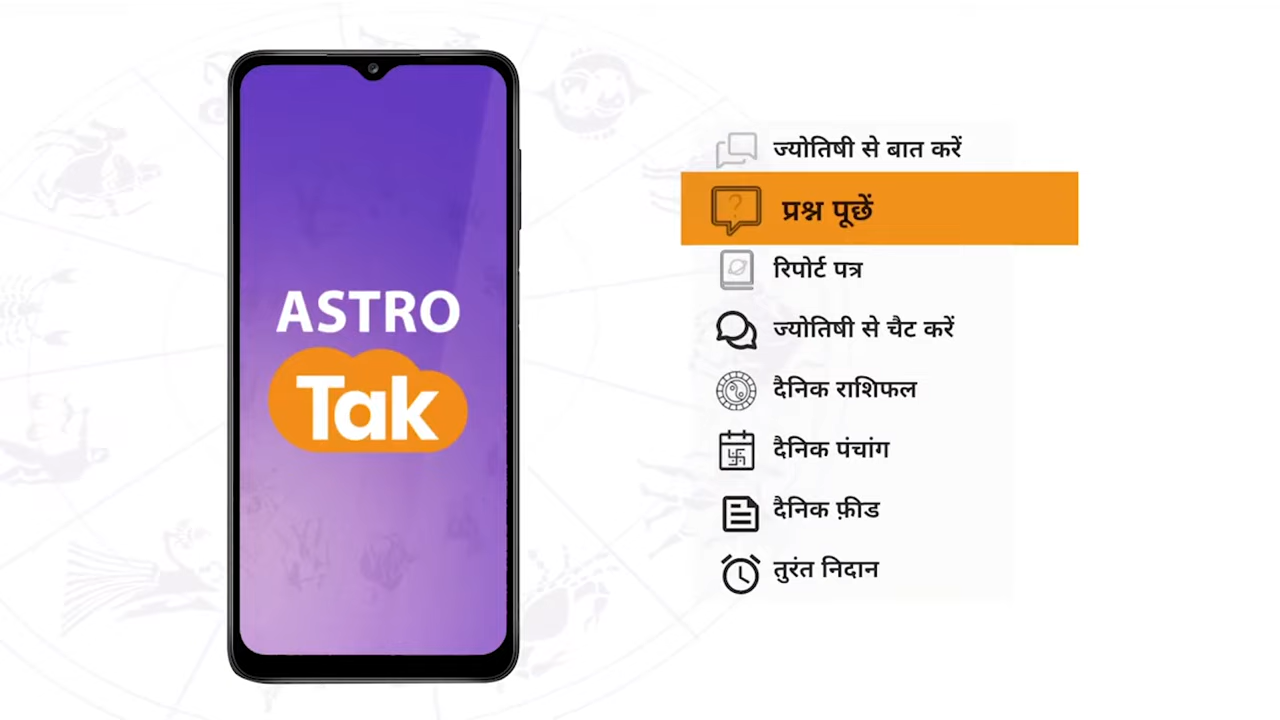 ASTRO
Tak
ज्योतिषी से बात करें
प्रश्न पूछें
रिपोर्ट पत्र
ज्योतिषी से चैट करें
दैनिक राशिफल
दैनिक पंचांग
दैनिक फ़ीड
तुरंत निदान